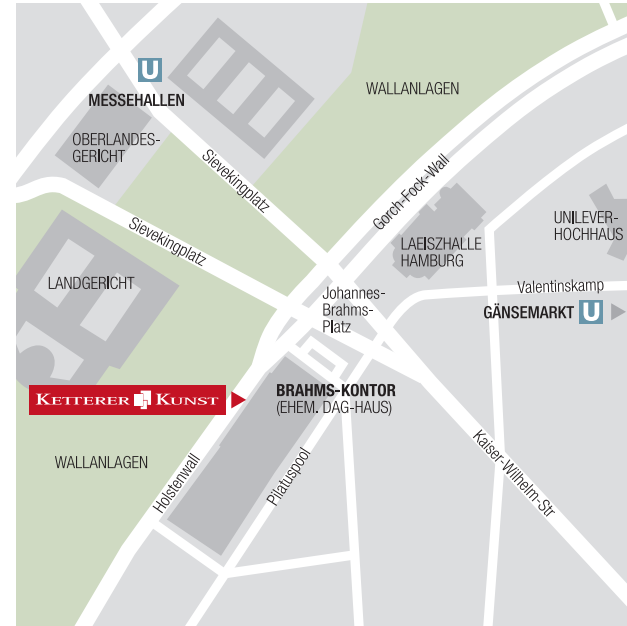 U
MESSEHALLEN
WALLANLAGEN
OBERLANDES-
GERICHT
Sievekingplatz
Gorch-Fock-Wall
Sievekingplatz
UNILEVER-
HOCHHAUS
LAEISZHALLE
HAMBURG
LANDGERICHT
Valentinskamp
Johannes-
Brahms-
Platz
GÄNSEMARKT U
BRAHMS-KONTOR
(EHEM. DAG-HAUS)
KETTERER KUNST
WALLANLAGEN
Holstenwall
Pilatuspool
Kaiser-Wilhelm-Str